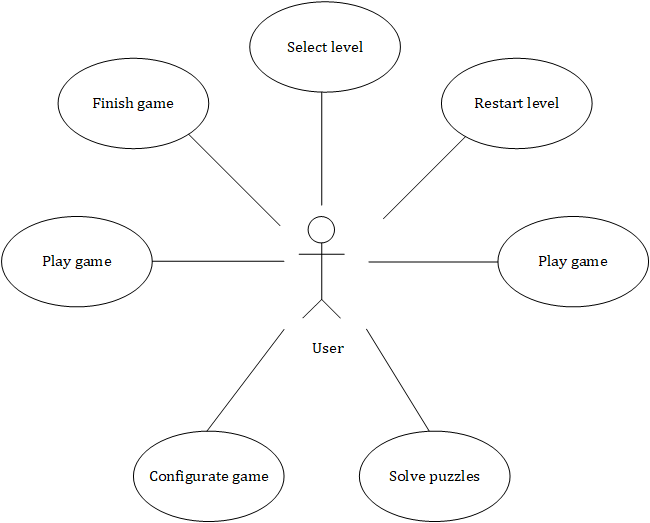 Select level
Finish game
Restart level
Play game
Play game
User
Configurate game
Solve puzzles